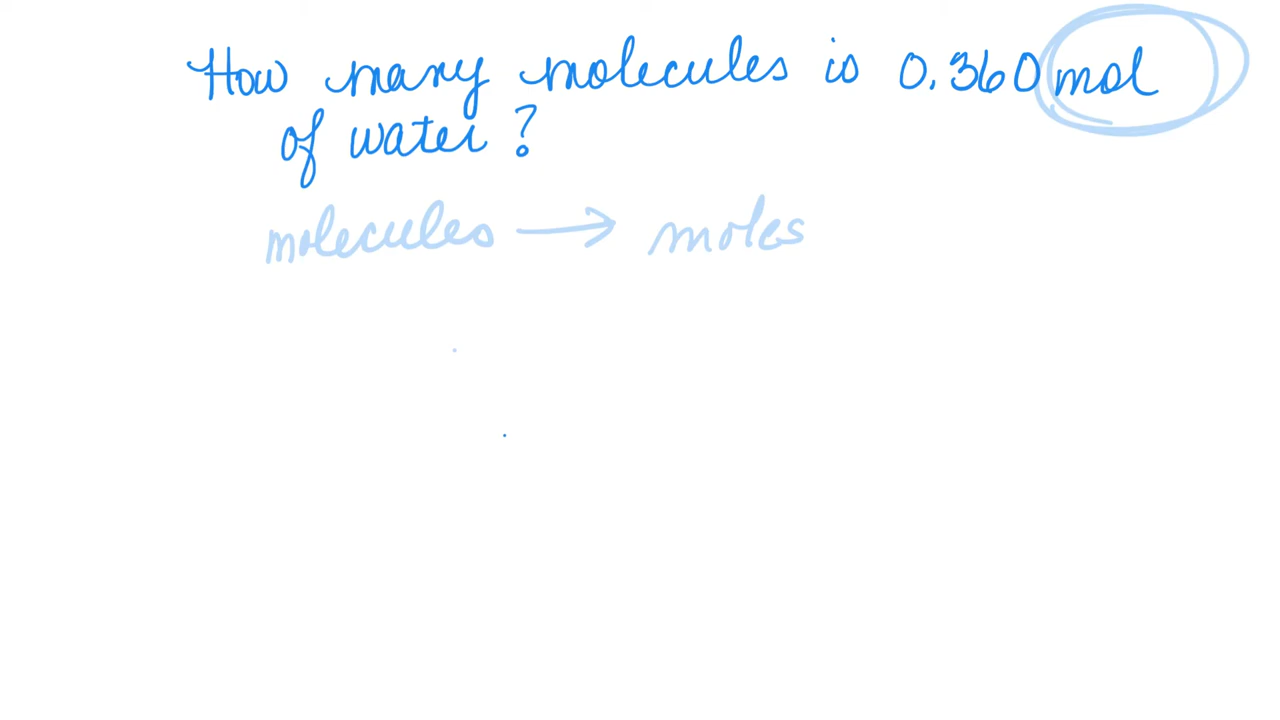 How many molecules is 0.360 mol
of water?
molecules → moles